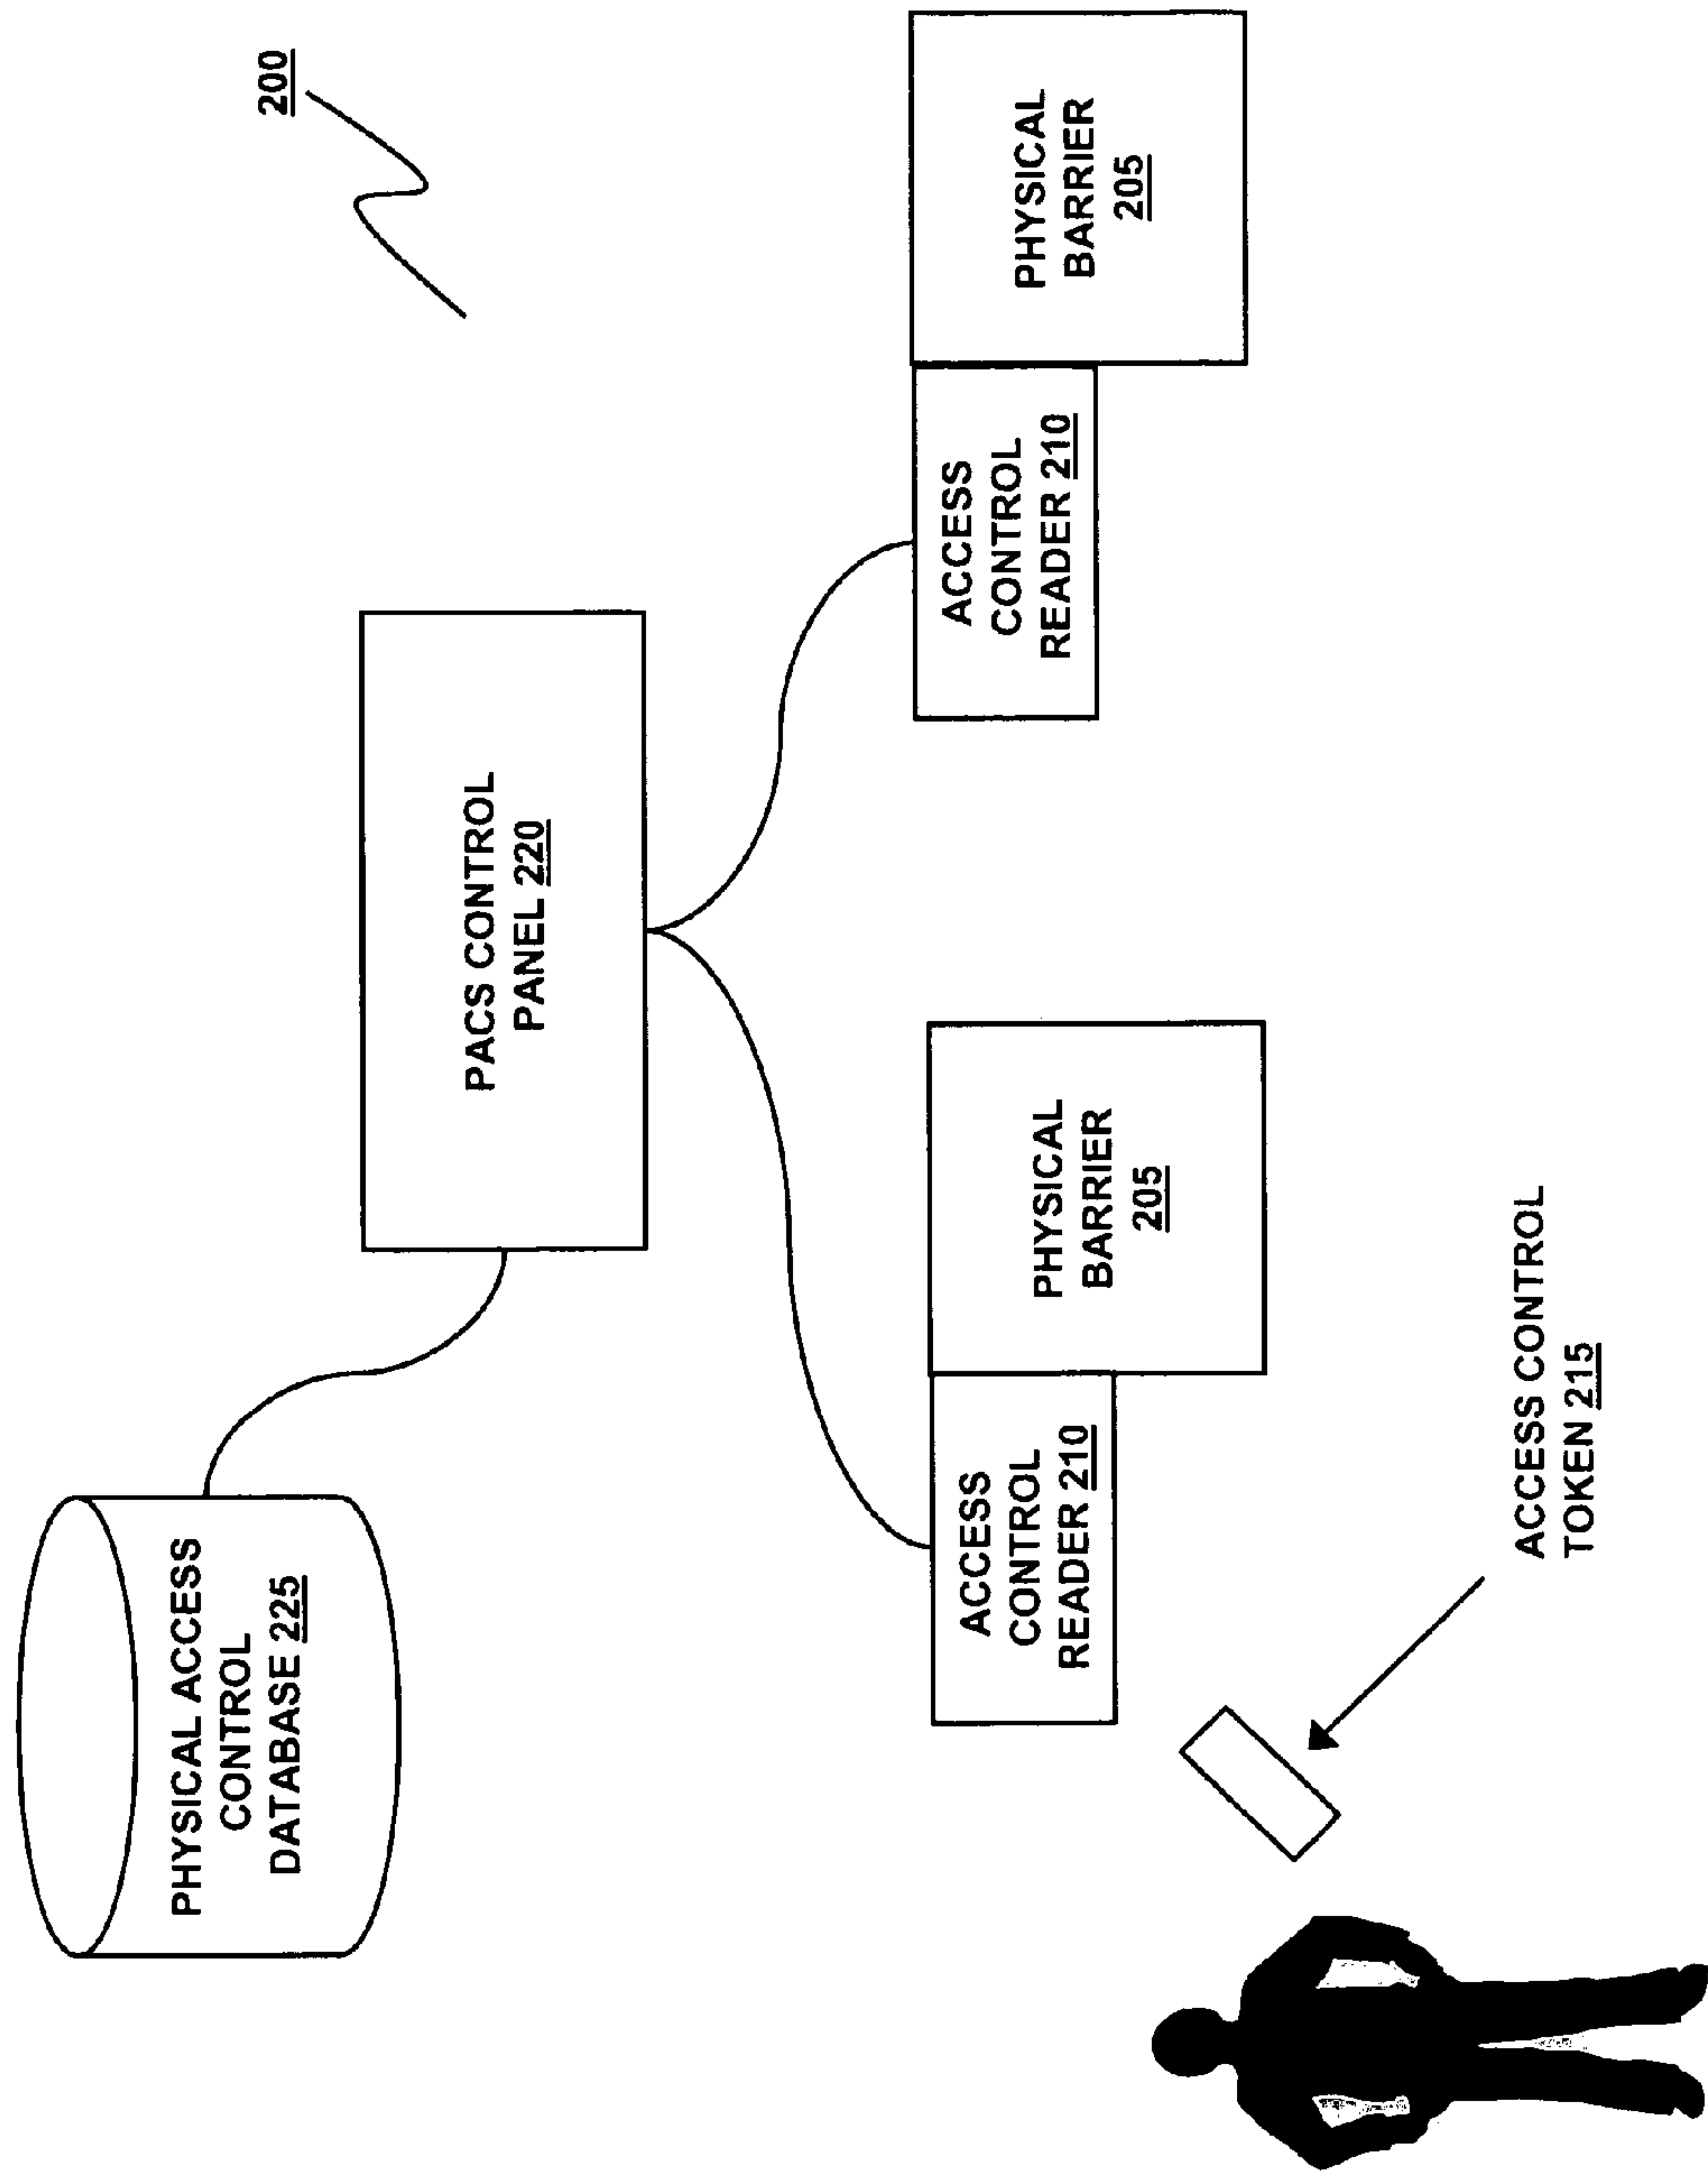 200
PHYSICAL ACCESS
CONTROL
DATABASE 225
PACS CONTROL
PANEL 220
ACCESS
CONTROL
READER 210
PHYSICAL
BARRIER
205
ACCESS
CONTROL
READER 210
PHYSICAL
BARRIER
205
ACCESS CONTROL
TOKEN 215